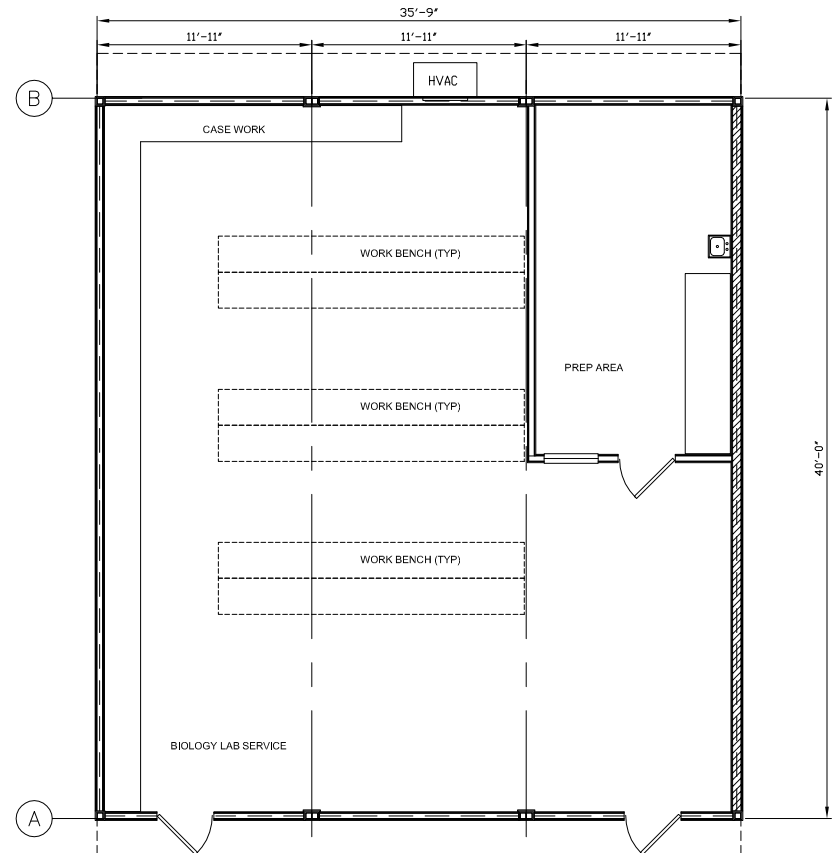 35'-9"
11'-11" 11'-11" 11'-11"
HVAC
B
CASE WORK
WORK BENCH (TYP)
PREP AREA
WORK BENCH (TYP)
40'-0"
WORK BENCH (TYP)
BIOLOGY LAB SERVICE
A